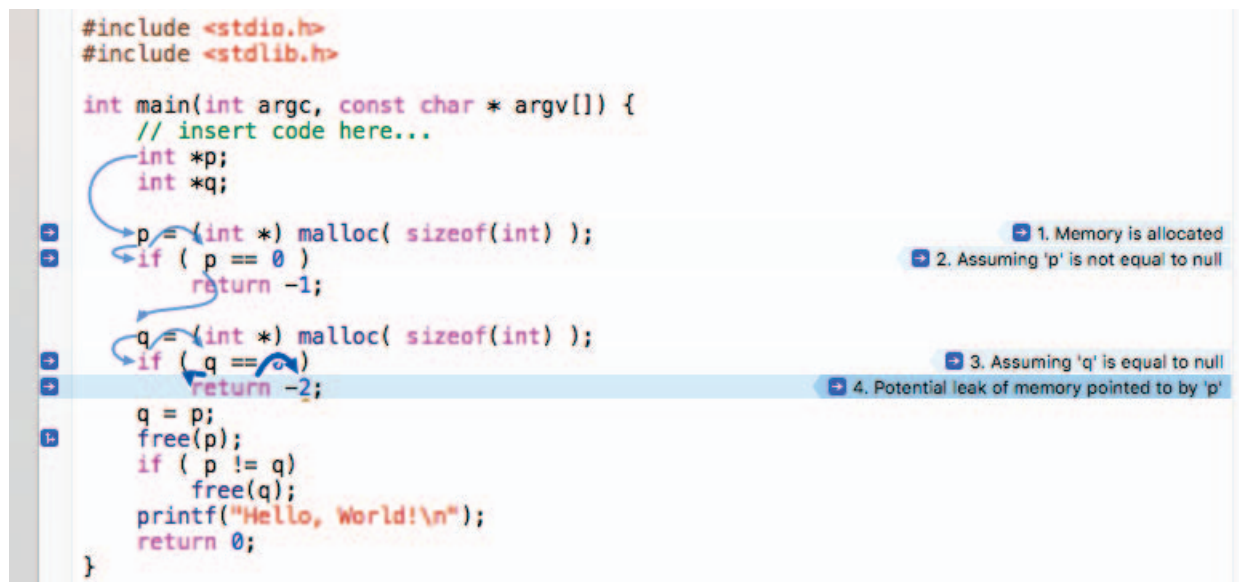 #include <stdio.h>
#include <stdlib.h>
int main(int argc, const char * argv[]) {
// insert code here...
int *p;
int *q;
p = (int *) malloc( sizeof(int) ); 1. Memory is allocated
if ( p == 0 ) 2. Assuming 'p' is not equal to null
return -1;
q = (int *) malloc( sizeof(int) );
if ( q == ) 3. Assuming 'q' is equal to null
return -2; 4. Potential leak of memory pointed to by 'p'
q = p;
free(p);
if ( p != q)
free(q);
printf("Hello, World!\n");
return 0;
}